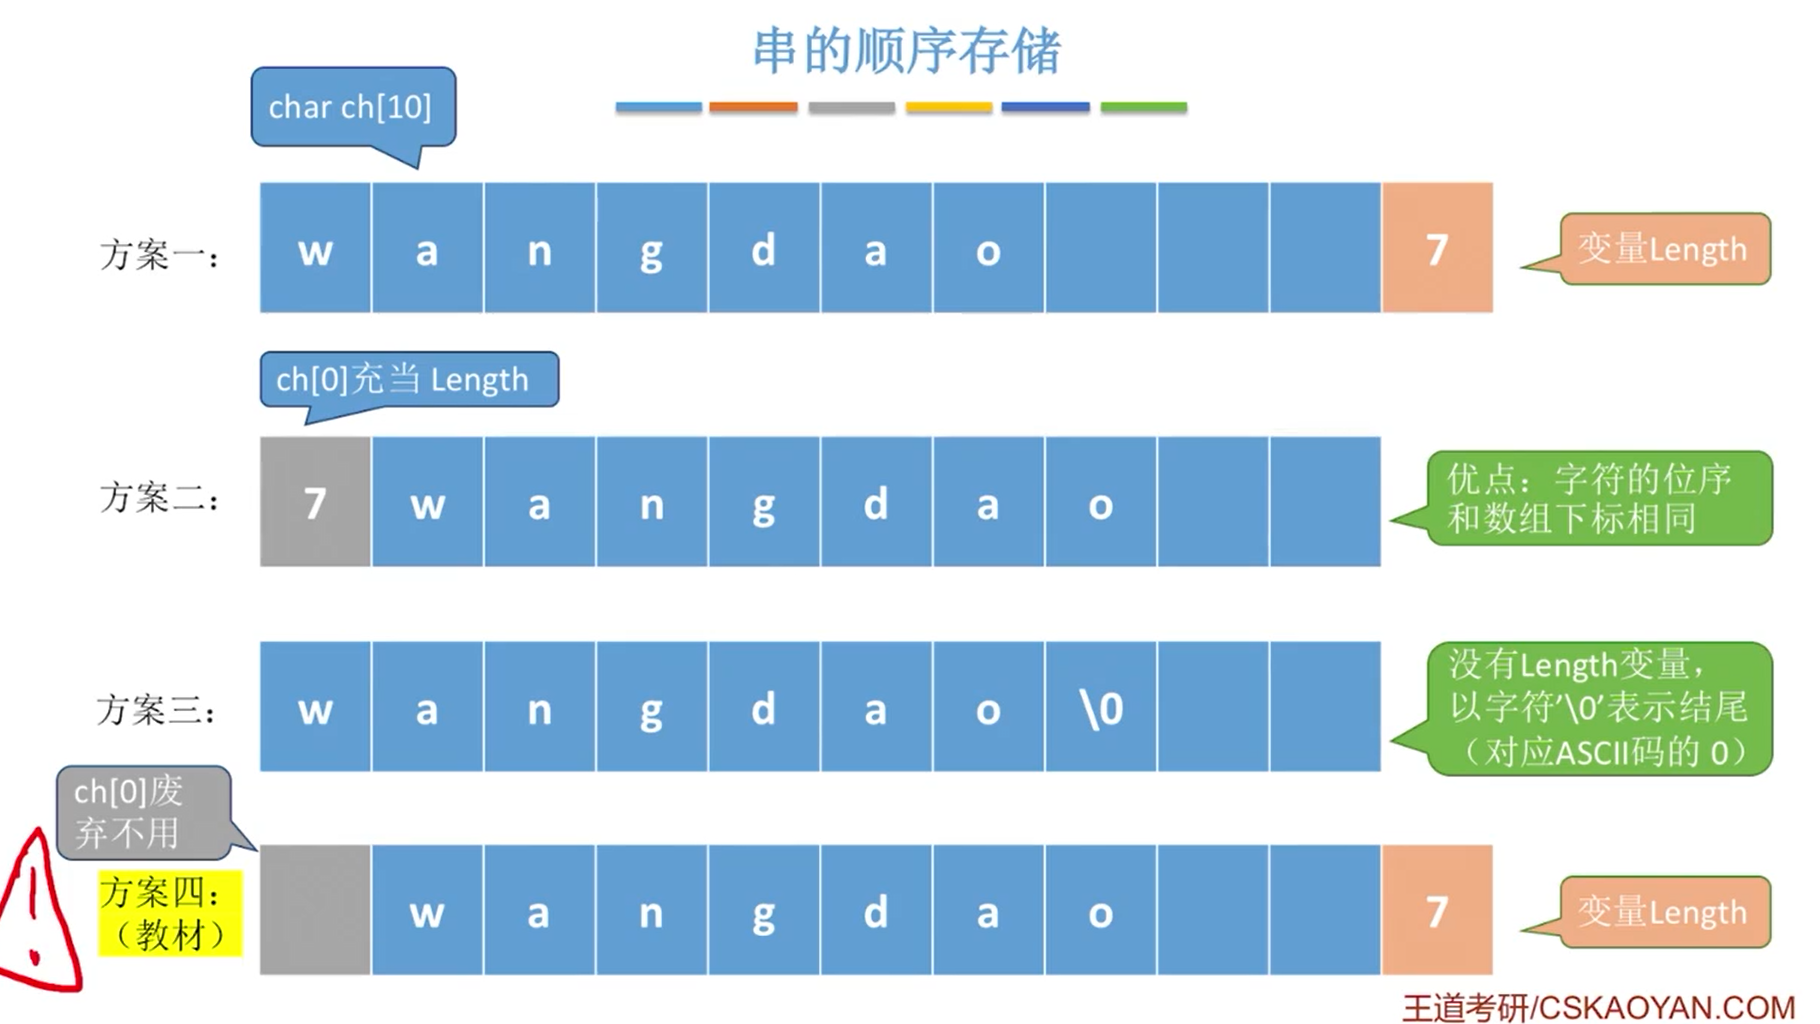 串的顺序存储
char ch[10]
方案一：
w a n g d a o 7
变量Length
ch[0]充当 Length
方案二：
7 w a n g d a o
优点：字符的位序
和数组下标相同
方案三：
w a n g d a o \0
没有Length变量，
以字符’\0’表示结尾
（对应ASCII码的 0）
ch[0]废
弃不用
方案四：
（教材）
w a n g d a o 7
变量Length
王道考研/CSKAOYAN.COM